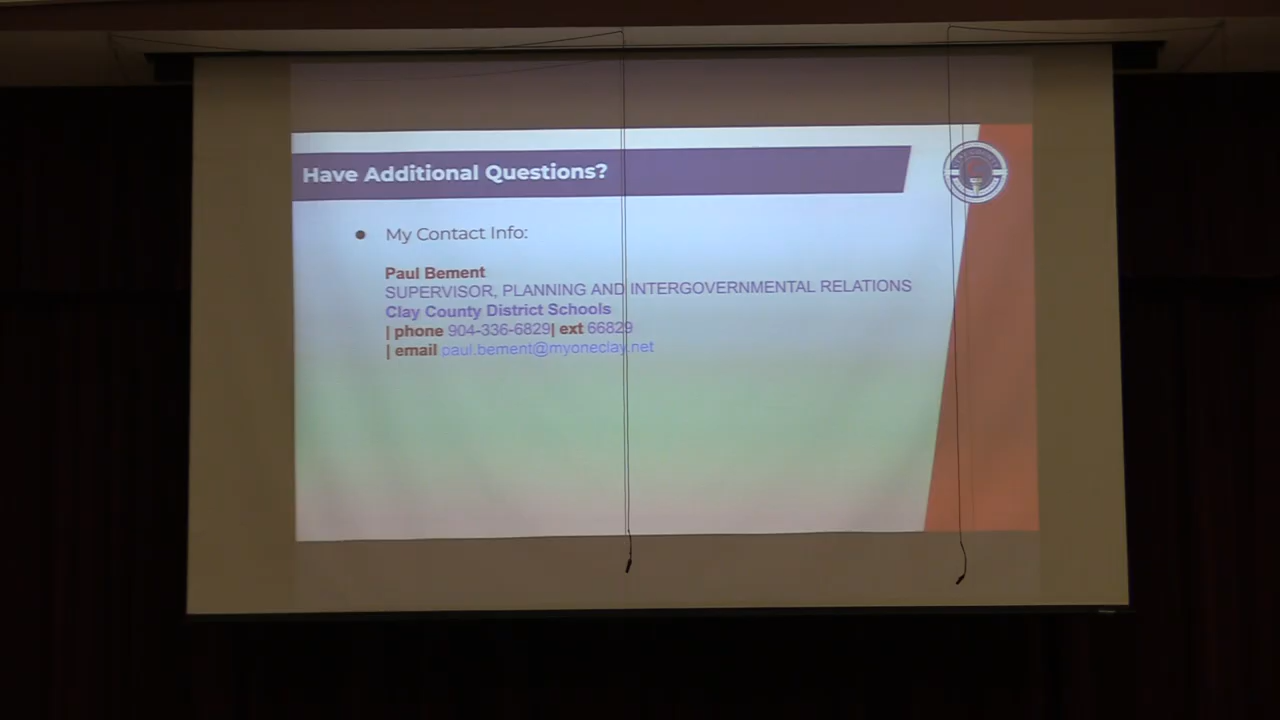 Have Additional Questions?
● My Contact Info:
Paul Bement
SUPERVISOR, PLANNING AND INTERGOVERNMENTAL RELATIONS
Clay County District Schools
| phone 904-336-6829| ext 66829
| email paul.bement@myoneclay.net